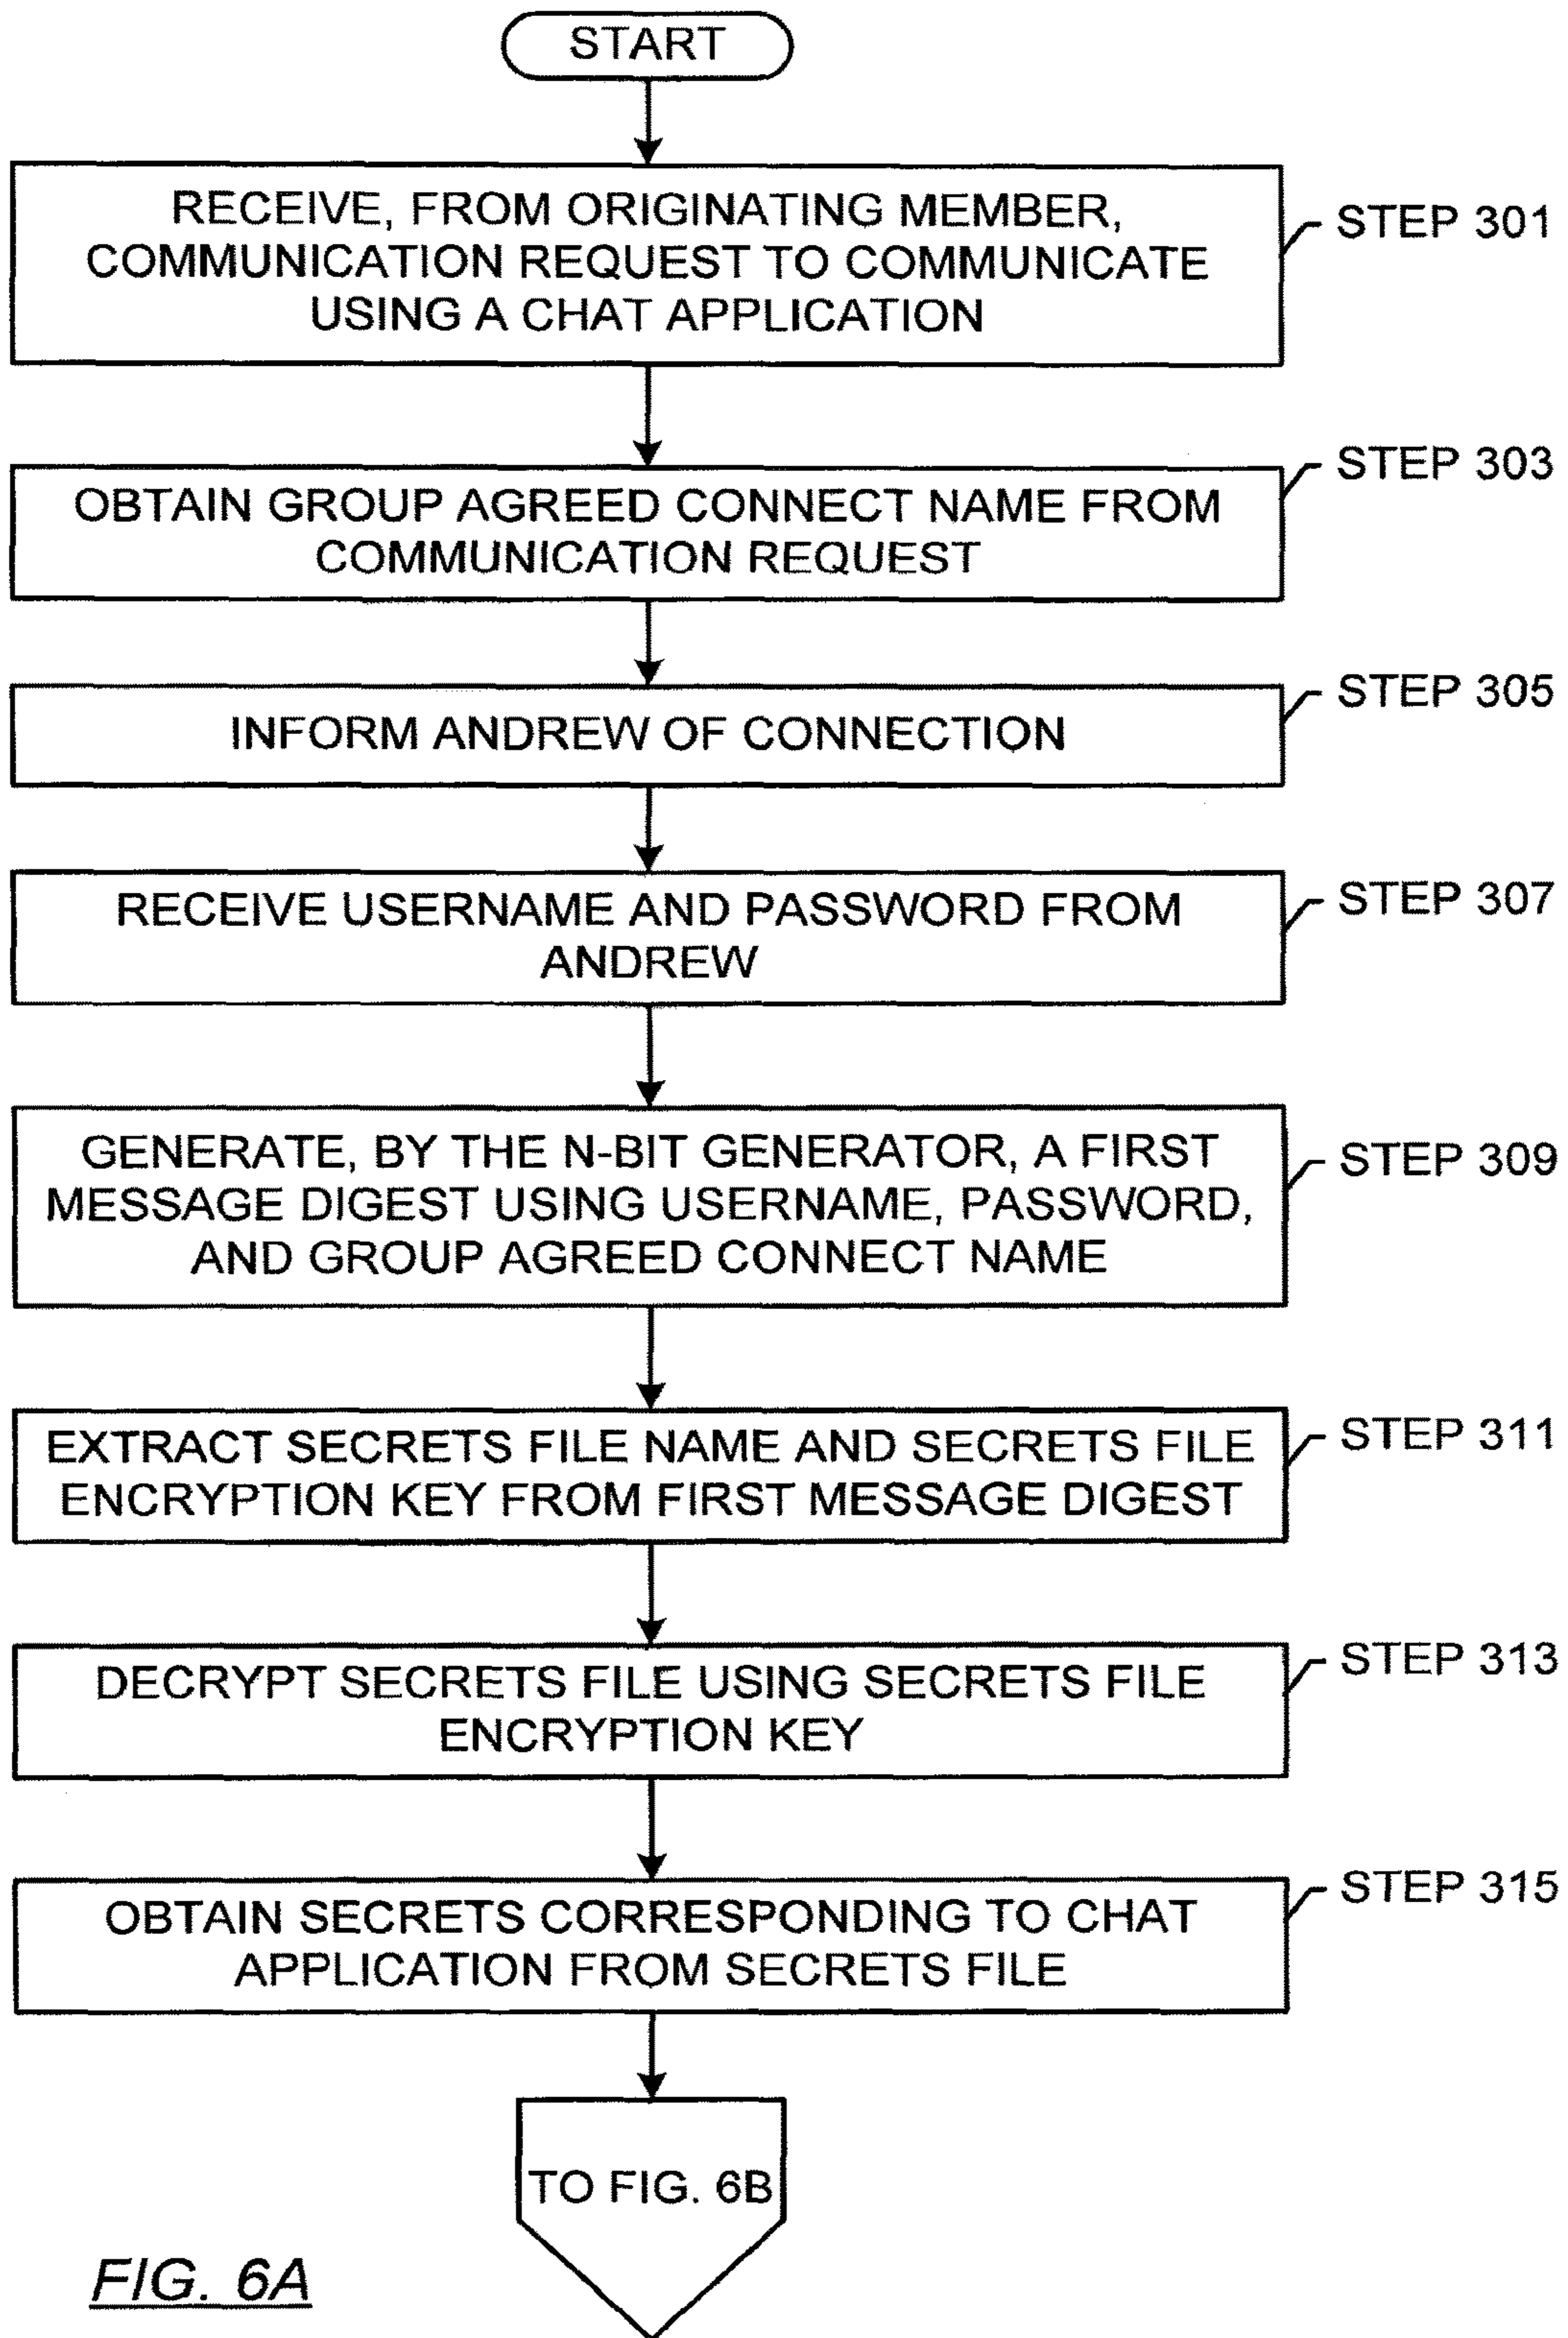 START
RECEIVE, FROM ORIGINATING MEMBER,
COMMUNICATION REQUEST TO COMMUNICATE
USING A CHAT APPLICATION
STEP 301
OBTAIN GROUP AGREED CONNECT NAME FROM
COMMUNICATION REQUEST
STEP 303
INFORM ANDREW OF CONNECTION
STEP 305
RECEIVE USERNAME AND PASSWORD FROM
ANDREW
STEP 307
GENERATE, BY THE N-BIT GENERATOR, A FIRST
MESSAGE DIGEST USING USERNAME, PASSWORD,
AND GROUP AGREED CONNECT NAME
STEP 309
EXTRACT SECRETS FILE NAME AND SECRETS FILE
ENCRYPTION KEY FROM FIRST MESSAGE DIGEST
STEP 311
DECRYPT SECRETS FILE USING SECRETS FILE
ENCRYPTION KEY
STEP 313
OBTAIN SECRETS CORRESPONDING TO CHAT
APPLICATION FROM SECRETS FILE
STEP 315
TO FIG. 6B
FIG. 6A